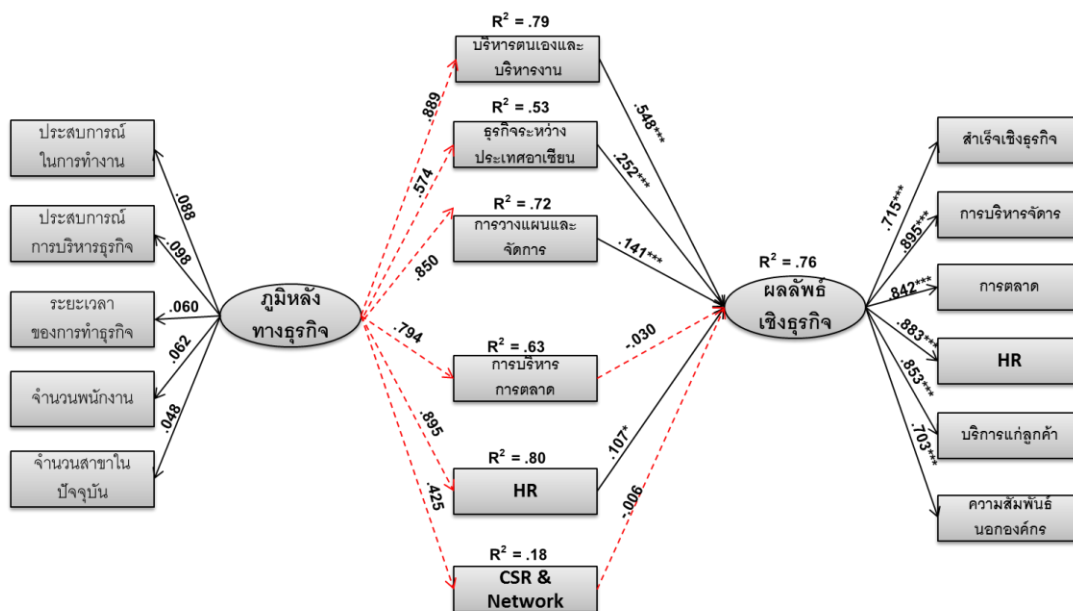 ประสบการณ์
ในการทำงาน
ประสบการณ์
การบริหารธุรกิจ
ระยะเวลา
ของการทำธุรกิจ
จำนวนพนักงาน
จำนวนสาขาใน
ปัจจุบัน
.088
.098
.060
.062
.048
ภูมิหลัง
ทางธุรกิจ
.889
.574
.850
.794
.895
.425
R² = .79
บริหารตนเองและ
บริหารงาน
R² = .53
ธุรกิจระหว่าง
ประเทศอาเซียน
R² = .72
การวางแผนและ
จัดการ
R² = .63
การบริหาร
การตลาด
R² = .80
HR
R² = .18
CSR &
Network
.548***
.252***
.141***
-.030
.107*
-.006
R² = .76
ผลลัพธ์
เชิงธุรกิจ
.715***
.895***
.842***
.883***
.853***
.703***
สำเร็จเชิงธุรกิจ
การบริหารจัดาร
การตลาด
HR
บริการแก่ลูกค้า
ความสัมพันธ์
นอกองค์กร